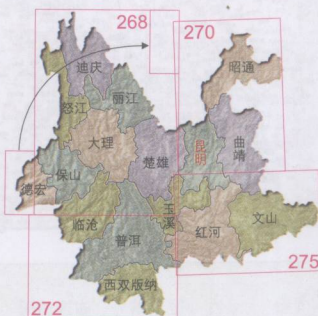 268
270
迪庆
昭通
丽江
怒江
大理
楚雄
昆明
曲靖
德宏
保山
临沧
玉溪
普洱
红河
文山
275
西双版纳
272